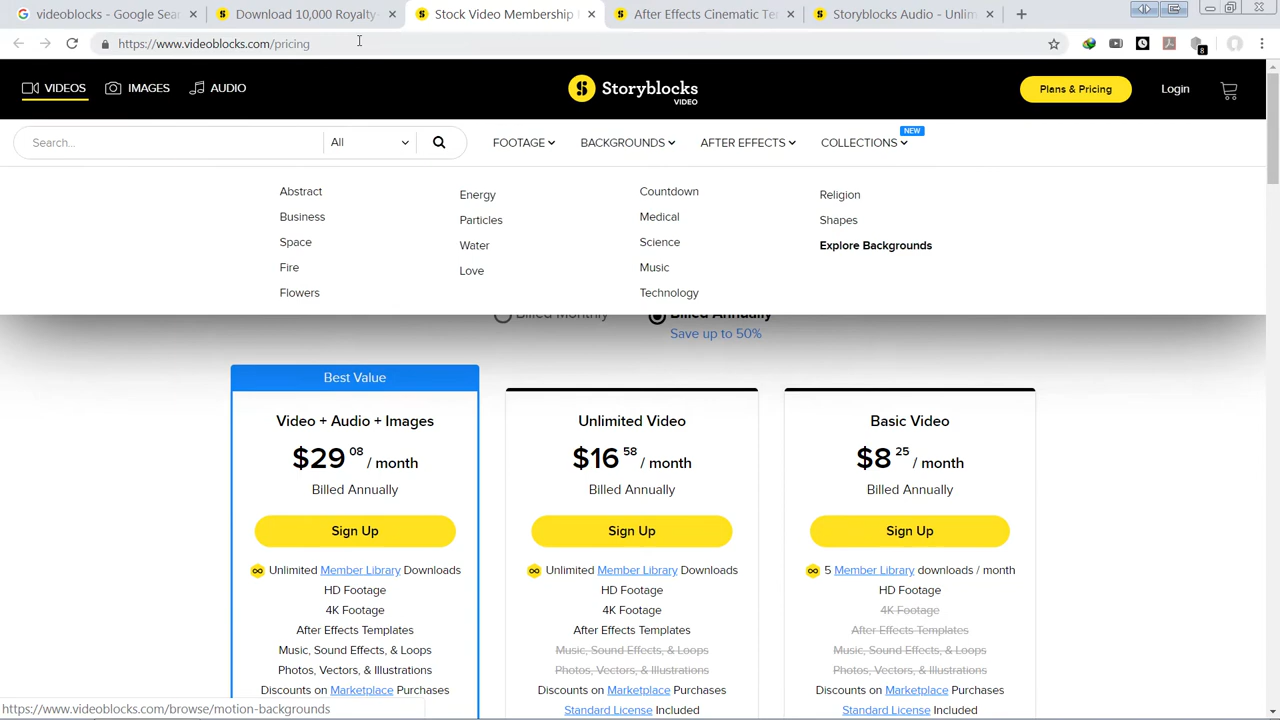 videoblocks - Google Sear
Download 10,000 Royalty-
Stock Video Membership
After Effects Cinematic Te
Storyblocks Audio - Unlim
https://www.videoblocks.com/pricing
8
VIDEOS
IMAGES
AUDIO
Storyblocks
VIDEO
Plans & Pricing
Login
Search...
All
FOOTAGE
BACKGROUNDS
AFTER EFFECTS
COLLECTIONS
NEW
Abstract
Business
Space
Fire
Flowers
Energy
Particles
Water
Love
Countdown
Medical
Science
Music
Technology
Religion
Shapes
Explore Backgrounds
Billed Monthly
Billed Annually
Save up to 50%
Best Value
Video + Audio + Images
$29 08 / month
Billed Annually
Sign Up
Unlimited Member Library Downloads
HD Footage
4K Footage
After Effects Templates
Music, Sound Effects, & Loops
Photos, Vectors, & Illustrations
Discounts on Marketplace Purchases
Unlimited Video
$16 58 / month
Billed Annually
Sign Up
Unlimited Member Library Downloads
HD Footage
4K Footage
After Effects Templates
Music, Sound Effects, & Loops
Photos, Vectors, & Illustrations
Discounts on Marketplace Purchases
Standard License Included
Basic Video
$8 25 / month
Billed Annually
Sign Up
5 Member Library downloads / month
HD Footage
4K Footage
After Effects Templates
Music, Sound Effects, & Loops
Photos, Vectors, & Illustrations
Discounts on Marketplace Purchases
Standard License Included
https://www.videoblocks.com/browse/motion-backgrounds